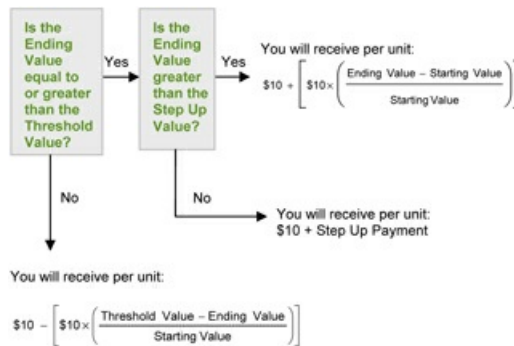 Is the
Ending
Value
equal to
or greater
than the
Threshold
Value?
Yes
Is the
Ending
Value
greater
than the
Step Up
Value?
Yes
You will receive per unit:
$10 + [ $10× ( Ending Value – Starting Value
Starting Value )
No
No
You will receive per unit:
$10 + Step Up Payment
You will receive per unit:
$10 – [ $10× ( Threshold Value – Ending Value
Starting Value ) ]